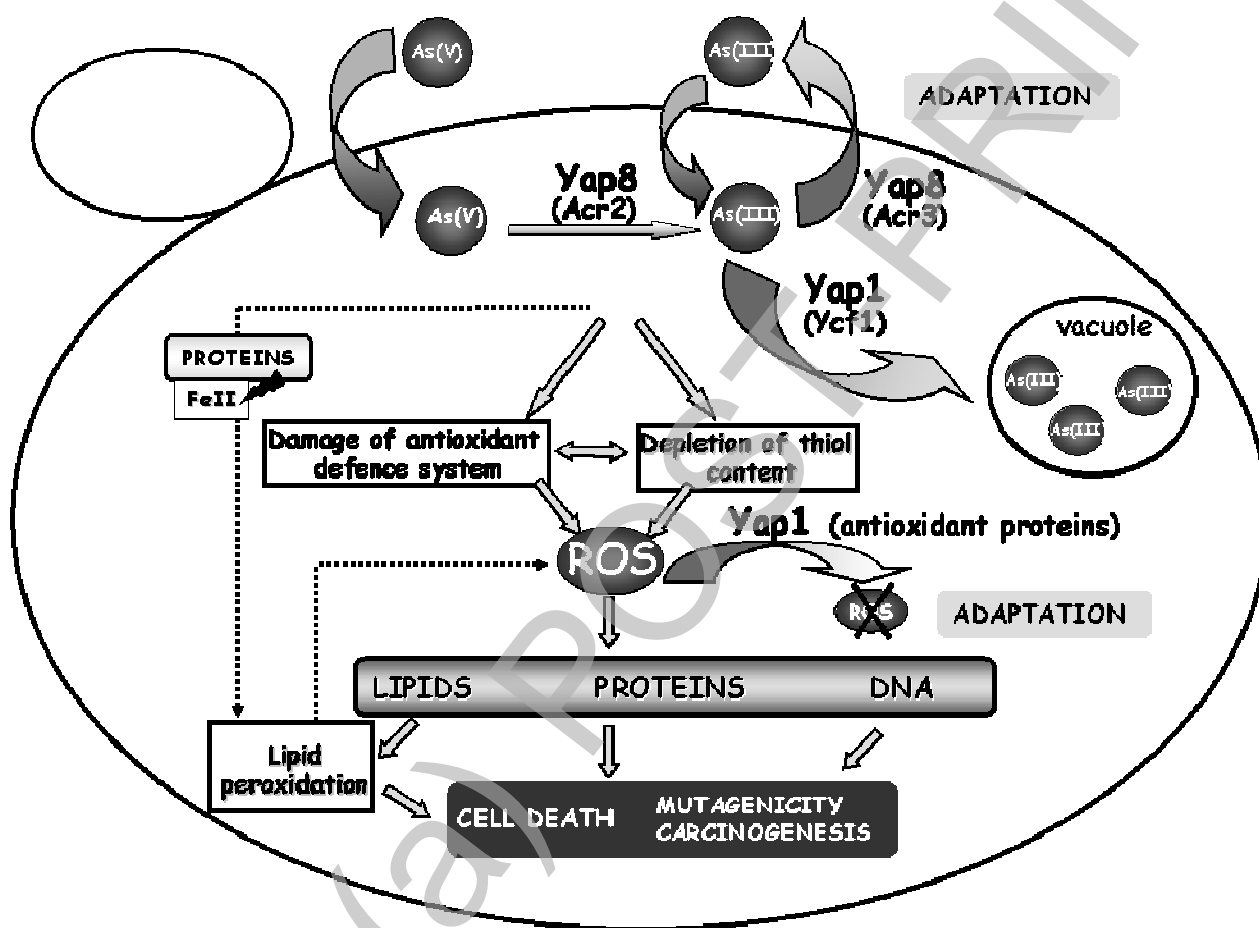 As(V)
As(III)
ADAPTATION
As(V)
Yap8
(Acr2)
As(III)
Yap8
(Acr3)
Yap1
(Ycf1)
vacuole
As(III)
As(III)
As(III
PROTEINS
FeII
Damage of antioxidant
defence system
Depletion of thiol
content
ROS
Yap1 (antioxidant proteins)
ROS
ADAPTATION
LIPIDS PROTEINS DNA
Lipid
peroxidation
CELL DEATH
MUTAGENICITY
CARCINOGENESIS
(a) POST-PRI